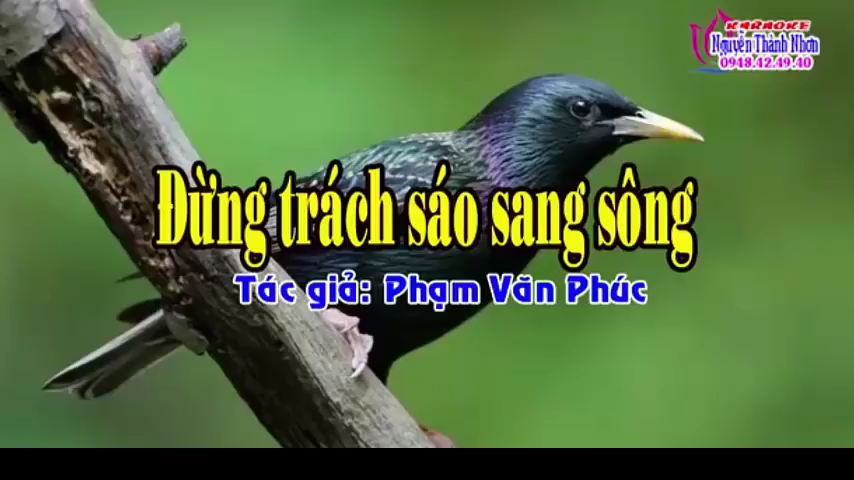 KARAOKE
Nguyễn Thành Nhơn
0948.42.49.40
Đừng trách sáo sang sông
Tác giả: Phạm Văn Phúc